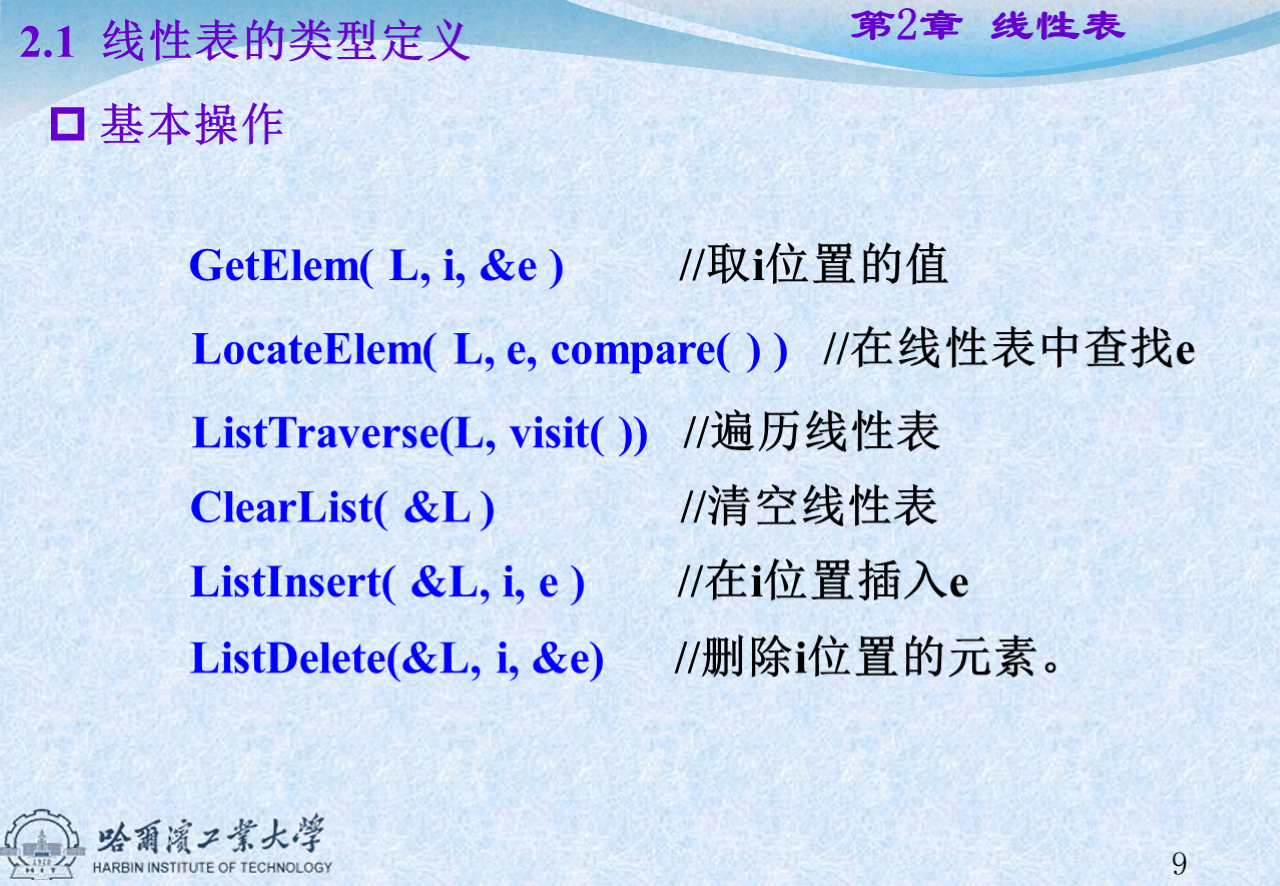 第2章 线性表
2.1 线性表的类型定义
基本操作
GetElem( L, i, &e ) //取i位置的值
LocateElem( L, e, compare( ) ) //在线性表中查找e
ListTraverse(L, visit( )) //遍历线性表
ClearList( &L ) //清空线性表
ListInsert( &L, i, e ) //在i位置插入e
ListDelete(&L, i, &e) //删除i位置的元素。
哈爾濱工業大學
HARBIN INSTITUTE OF TECHNOLOGY
1920
HIT
9